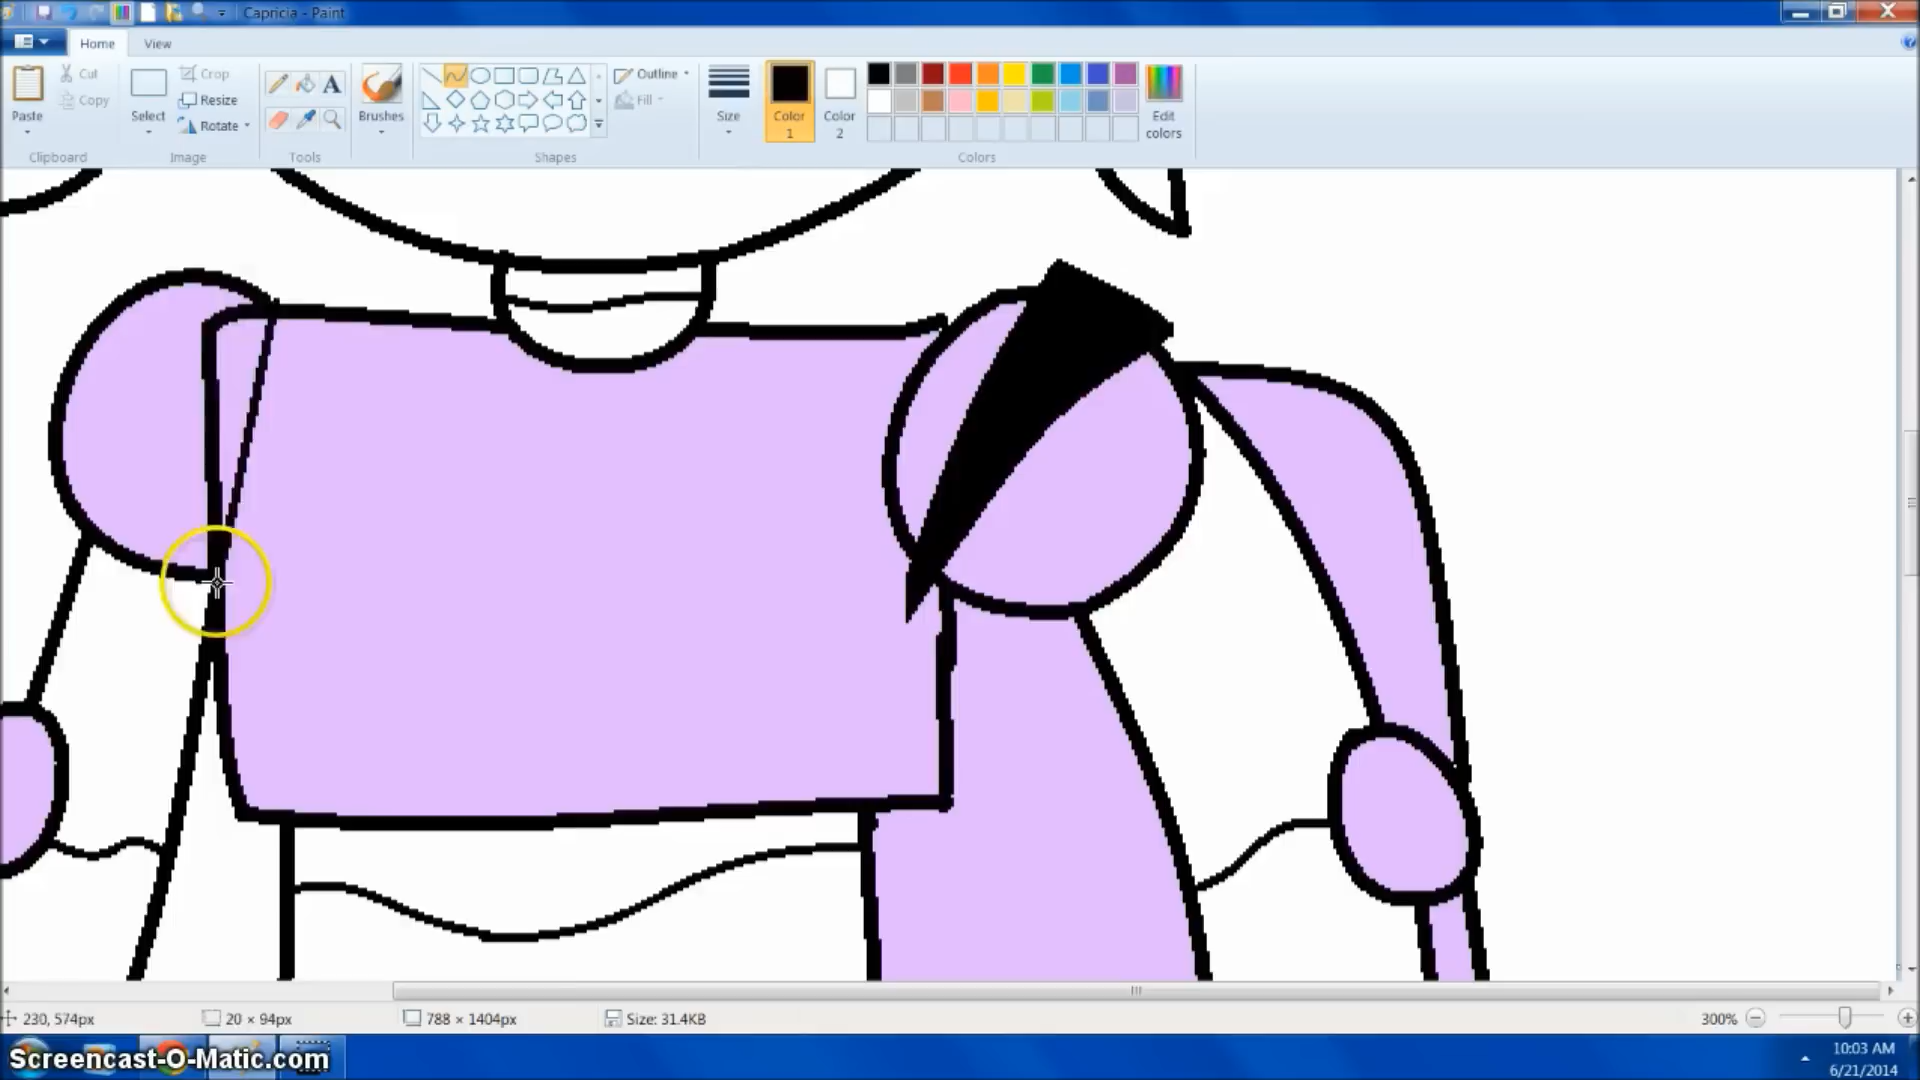 Capricia - Paint
Home View
Paste Cut Copy Clipboard
Select Crop Resize Rotate Image
Tools
Brushes
Shapes Outline Fill
Size
Color 1
Color 2
Edit colors
Colors
230, 574px 20 × 94px 788 × 1404px Size: 31.4KB 300%
Screencast-O-Matic.com
10:03 AM
6/21/2014